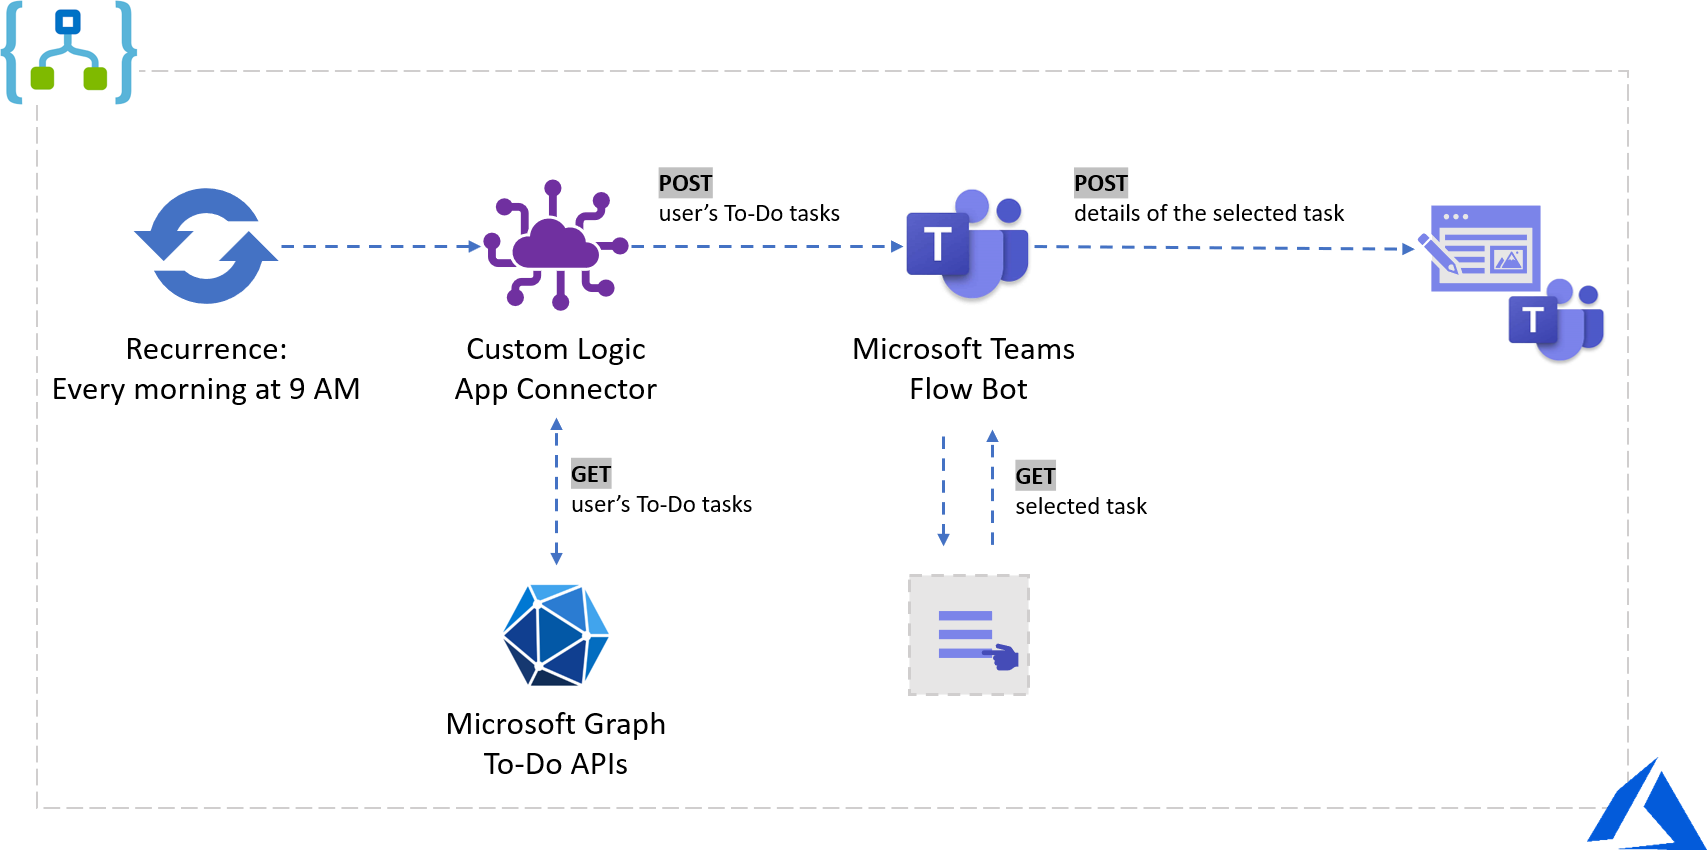 POST
user's To-Do tasks
POST
details of the selected task
T
T
Recurrence:
Every morning at 9 AM
Custom Logic
App Connector
Microsoft Teams
Flow Bot
GET
user's To-Do tasks
GET
selected task
Microsoft Graph
To-Do APIs